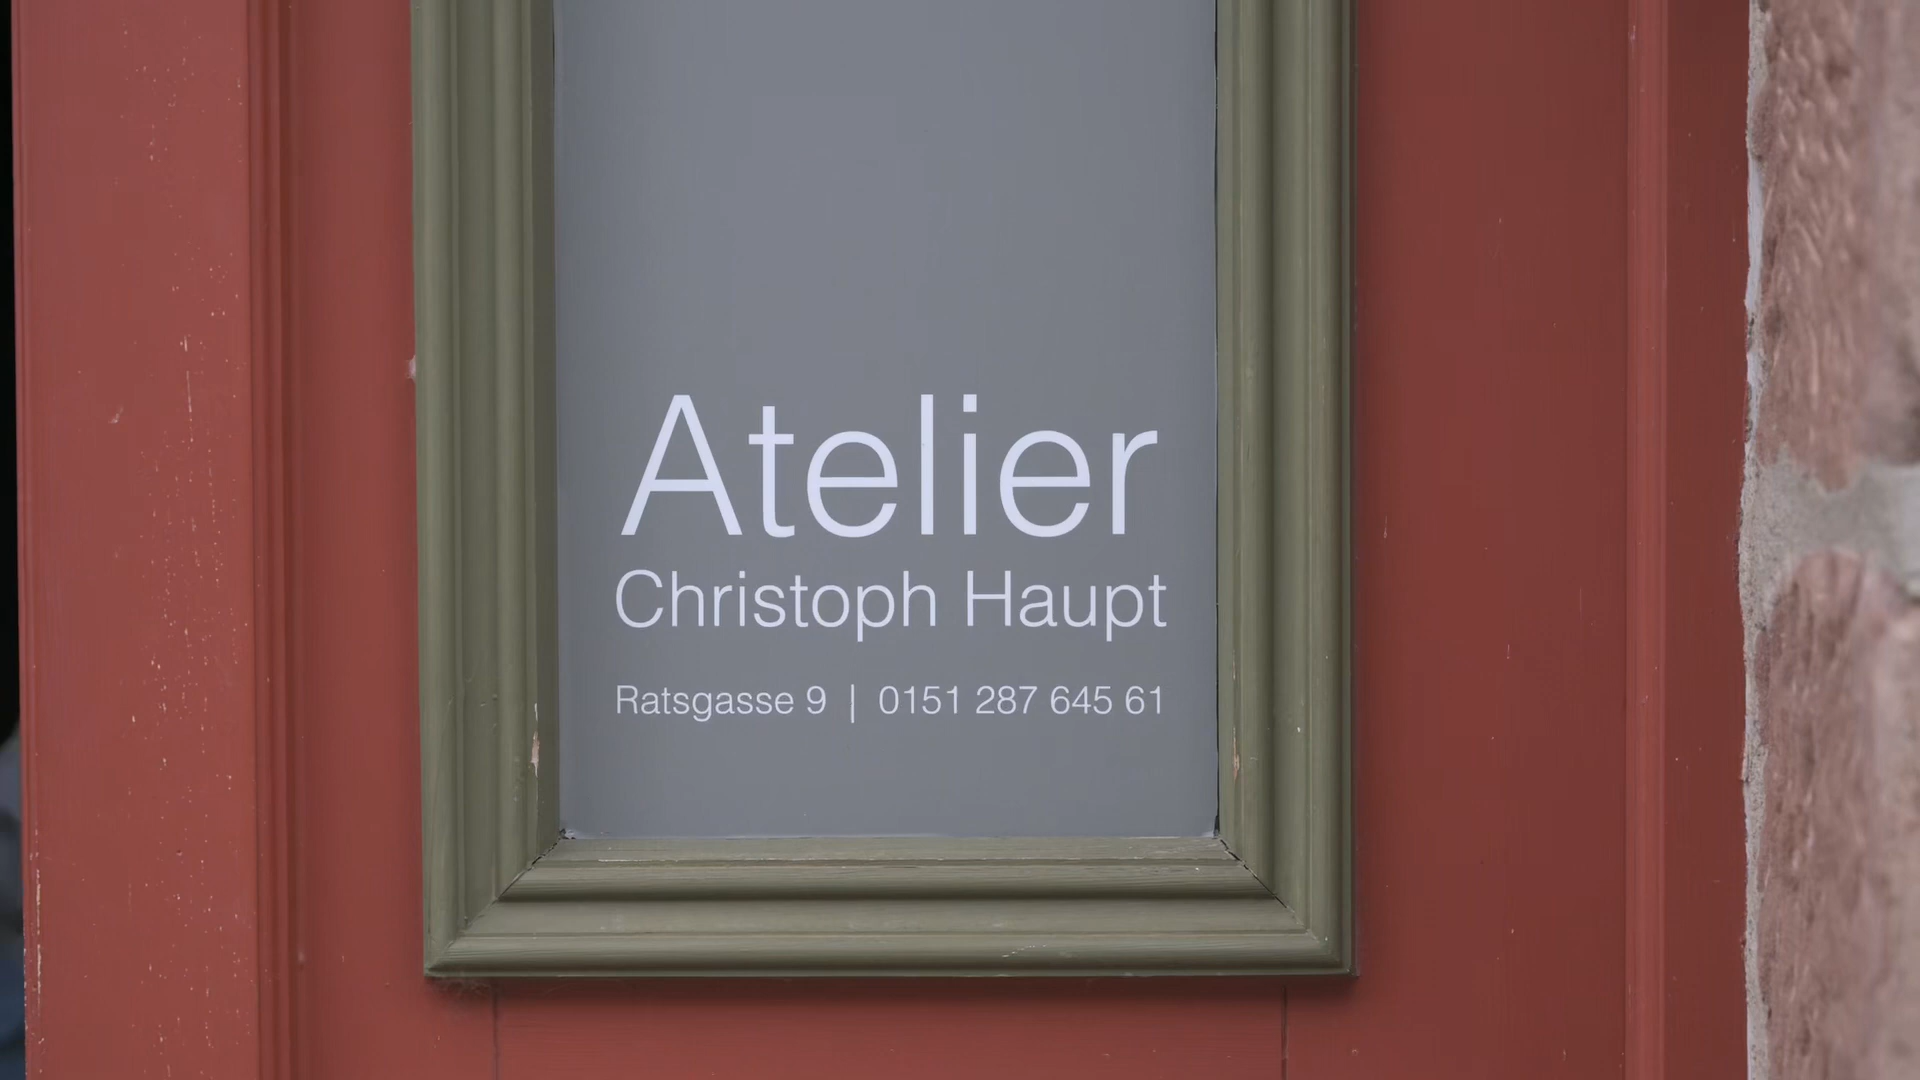 Atelier
Christoph Haupt
Ratsgasse 9 | 0151 287 645 61